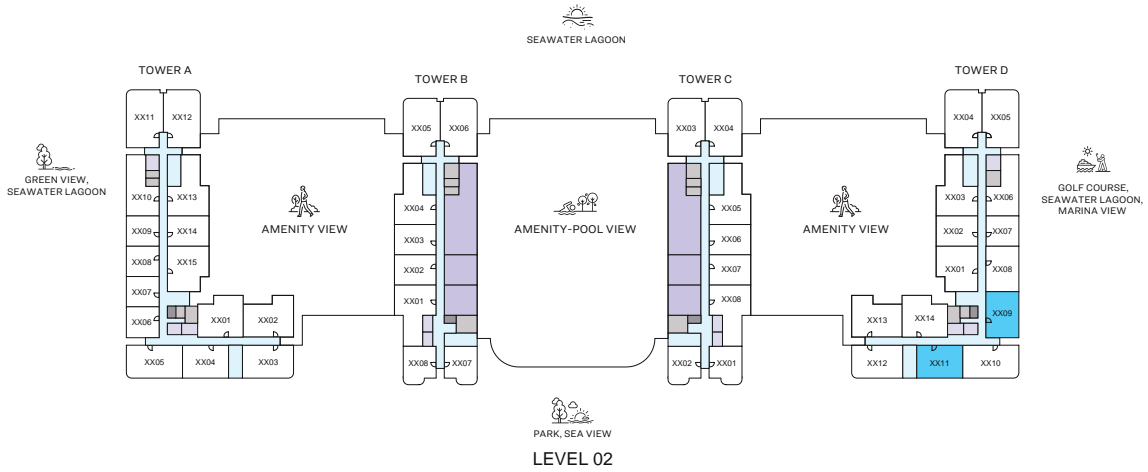 SEAWATER LAGOON
TOWER A
TOWER B
TOWER C
TOWER D
XX11
XX12
XX05
XX06
XX03
XX04
XX04
XX05
GREEN VIEW,
SEAWATER LAGOON
GOLF COURSE,
SEAWATER LAGOON,
MARINA VIEW
XX10
XX13
XX04
XX05
XX03
XX06
AMENITY VIEW
AMENITY-POOL VIEW
AMENITY VIEW
XX09
XX14
XX03
XX06
XX02
XX07
XX08
XX15
XX02
XX07
XX01
XX08
XX07
XX01
XX08
XX09
XX06
XX01
XX02
XX13
XX14
XX05
XX04
XX03
XX08
XX07
XX02
XX01
XX12
XX11
XX10
PARK, SEA VIEW
LEVEL 02